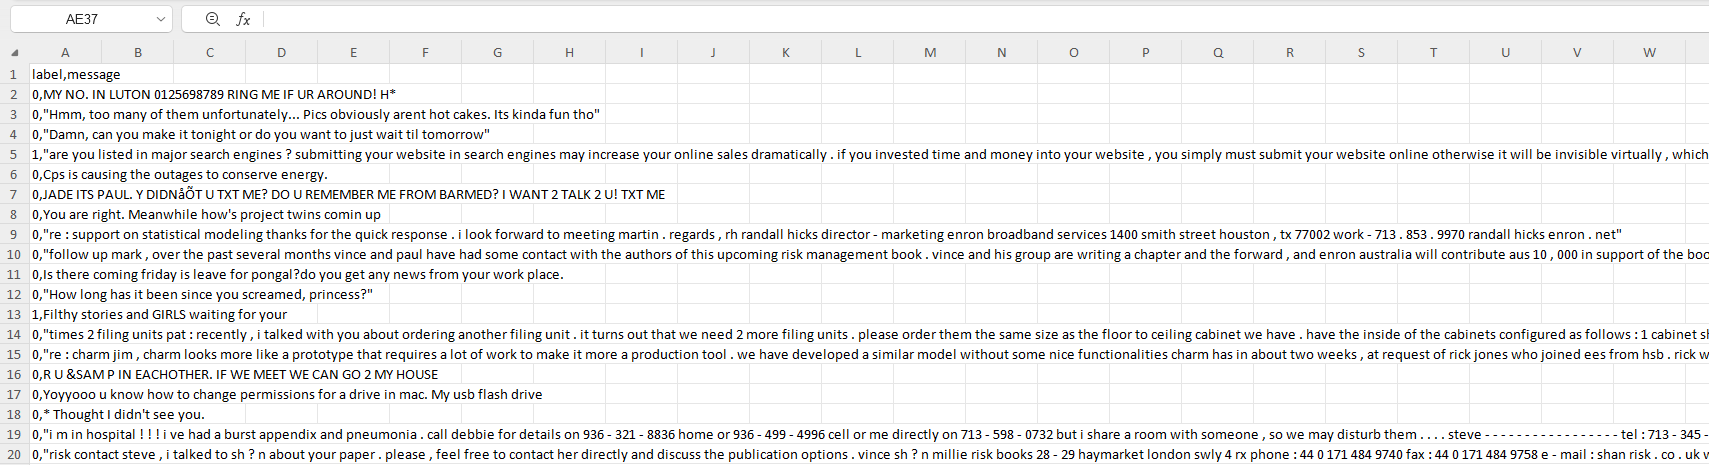 AE37 fx
A B C D E F G H I J K L M N O P Q R S T U V W
1 label,message
2 0,MY NO. IN LUTON 0125698789 RING ME IF UR AROUND! H*
3 0,"Hmm, too many of them unfortunately... Pics obviously arent hot cakes. Its kinda fun tho"
4 0,"Damn, can you make it tonight or do you want to just wait til tomorrow"
5 1,"are you listed in major search engines ? submitting your website in search engines may increase your online sales dramatically . if you invested time and money into your website , you simply must submit your website online otherwise it will be invisible virtually , which
6 0,Cps is causing the outages to conserve energy.
7 0,JADE ITS PAUL. Y DIDNåÕT U TXT ME? DO U REMEMBER ME FROM BARMED? I WANT 2 TALK 2 U! TXT ME
8 0,You are right. Meanwhile how's project twins comin up
9 0,"re : support on statistical modeling thanks for the quick response . i look forward to meeting martin . regards , rh randall hicks director - marketing enron broadband services 1400 smith street houston , tx 77002 work - 713 . 853 . 9970 randall hicks enron . net"
10 0,"follow up mark , over the past several months vince and paul have had some contact with the authors of this upcoming risk management book . vince and his group are writing a chapter and the forward , and enron australia will contribute aus 10 , 000 in support of the boo
11 0,Is there coming friday is leave for pongal?do you get any news from your work place.
12 0,"How long has it been since you screamed, princess?"
13 1,Filthy stories and GIRLS waiting for your
14 0,"times 2 filing units pat : recently , i talked with you about ordering another filing unit . it turns out that we need 2 more filing units . please order them the same size as the floor to ceiling cabinet we have . have the inside of the cabinets configured as follows : 1 cabinet sh
15 0,"re : charm jim , charm looks more like a prototype that requires a lot of work to make it more a production tool . we have developed a similar model without some nice functionalities charm has in about two weeks , at request of rick jones who joined ees from hsb . rick w
16 0,R U &SAM P IN EACHOTHER. IF WE MEET WE CAN GO 2 MY HOUSE
17 0,Yoyyooo u know how to change permissions for a drive in mac. My usb flash drive
18 0,* Thought I didn't see you.
19 0,"i m in hospital ! ! ! i ve had a burst appendix and pneumonia . call debbie for details on 936 - 321 - 8836 home or 936 - 499 - 4996 cell or me directly on 713 - 598 - 0732 but i share a room with someone , so we may disturb them . . . . steve - - - - - - - - - - - - - - - - - - tel : 713 - 345 -
20 0,"risk contact steve , i talked to sh ? n about your paper . please , feel free to contact her directly and discuss the publication options . vince sh ? n millie risk books 28 - 29 haymarket london swly 4 rx phone : 44 0 171 484 9740 fax : 44 0 171 484 9758 e - mail : shan risk . co . uk w